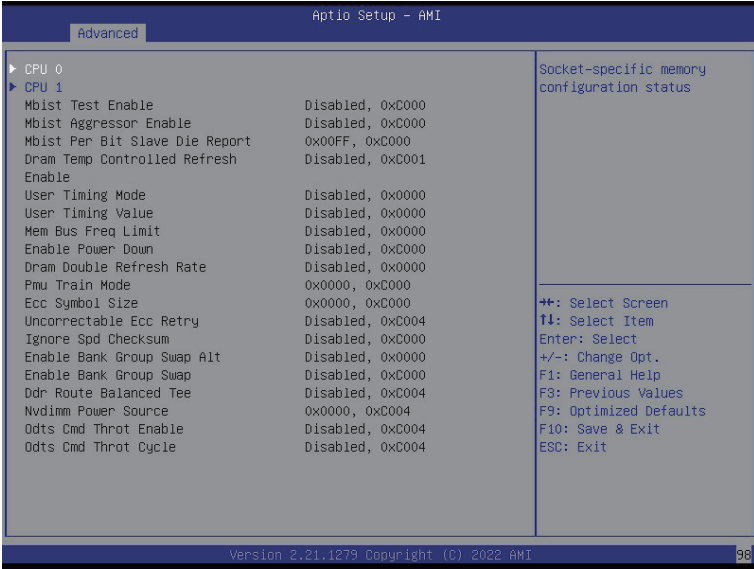 Aptio Setup - AMI
Advanced
▶ CPU 0
▶ CPU 1
Mbist Test Enable Disabled, 0xC000
Mbist Aggressor Enable Disabled, 0xC000
Mbist Per Bit Slave Die Report 0x00FF, 0xC000
Dram Temp Controlled Refresh Disabled, 0xC001
Enable
User Timing Mode Disabled, 0x0000
User Timing Value Disabled, 0x0000
Mem Bus Freq Limit Disabled, 0x0000
Enable Power Down Disabled, 0xC000
Dram Double Refresh Rate Disabled, 0x0000
Pmu Train Mode 0x0000, 0xC000
Ecc Symbol Size 0x0000, 0xC000
Uncorrectable Ecc Retry Disabled, 0xC004
Ignore Spd Checksum Disabled, 0xC000
Enable Bank Group Swap Alt Disabled, 0x0000
Enable Bank Group Swap Disabled, 0xC000
Ddr Route Balanced Tee Disabled, 0xC004
Nvdimm Power Source 0x0000, 0xC004
Odts Cmd Throt Enable Disabled, 0xC004
Odts Cmd Throt Cycle Disabled, 0xC004
Socket-specific memory
configuration status
→←: Select Screen
↑↓: Select Item
Enter: Select
+/-: Change Opt.
F1: General Help
F3: Previous Values
F9: Optimized Defaults
F10: Save & Exit
ESC: Exit
Version 2.21.1279 Copyright (C) 2022 AMI
98